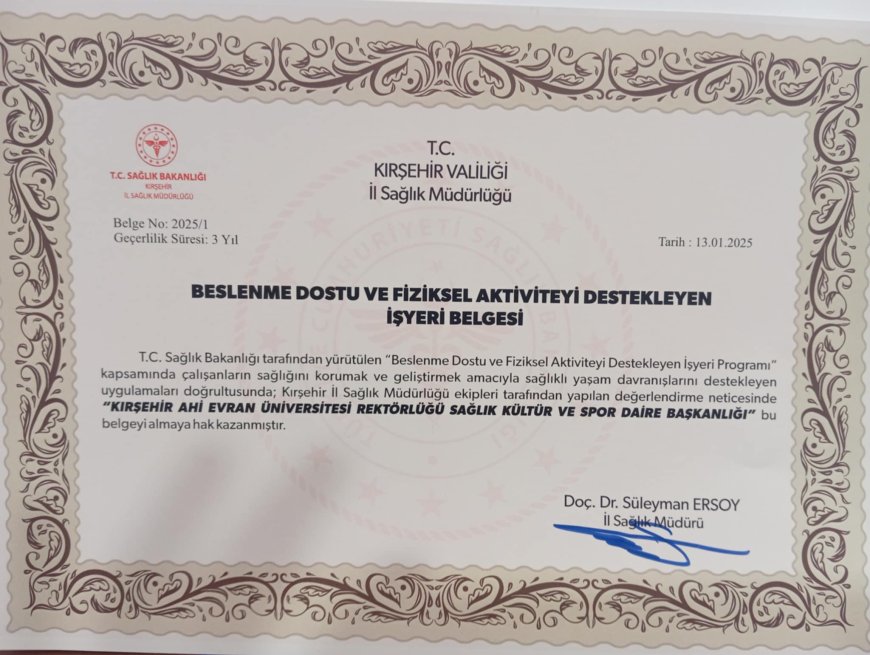 T.C. SAĞLIK BAKANLIĞI
KIRŞEHİR
İL SAĞLIK MÜDÜRLÜĞÜ
T.C.
KIRŞEHİR VALİLİĞİ
İl Sağlık Müdürlüğü
Belge No: 2025/1
Geçerlilik Süresi: 3 Yıl
Tarih : 13.01.2025
BESLENME DOSTU VE FİZİKSEL AKTİVİTEYİ DESTEKLEYEN
İŞYERİ BELGESİ
T.C. Sağlık Bakanlığı tarafından yürütülen “Beslenme Dostu ve Fiziksel Aktiviteyi Destekleyen İşyeri Programı”
kapsamında çalışanların sağlığını korumak ve geliştirmek amacıyla sağlıklı yaşam davranışlarını destekleyen
uygulamaları doğrultusunda; Kırşehir İl Sağlık Müdürlüğü ekipleri tarafından yapılan değerlendirme neticesinde
“KIRŞEHİR AHİ EVRAN ÜNİVERSİTESİ REKTÖRLÜĞÜ SAĞLIK KÜLTÜR VE SPOR DAİRE BAŞKANLIĞI” bu
belgeyi almaya hak kazanmıştır.
Doç. Dr. Süleyman ERSOY
İl Sağlık Müdürü